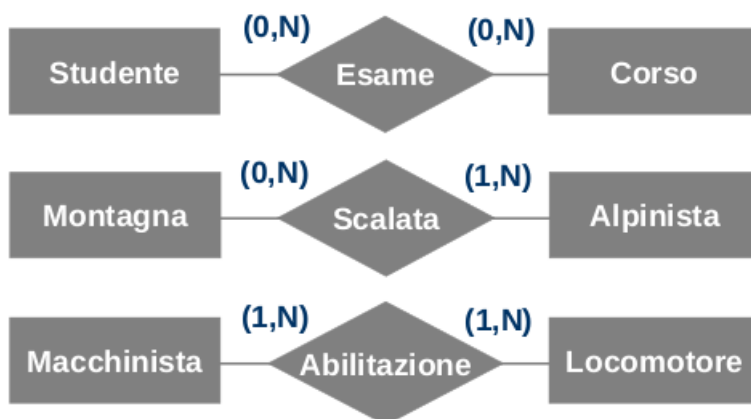 (0,N) (0,N)
Studente Esame Corso
(0,N) (1,N)
Montagna Scalata Alpinista
(1,N) (1,N)
Macchinista Abilitazione Locomotore